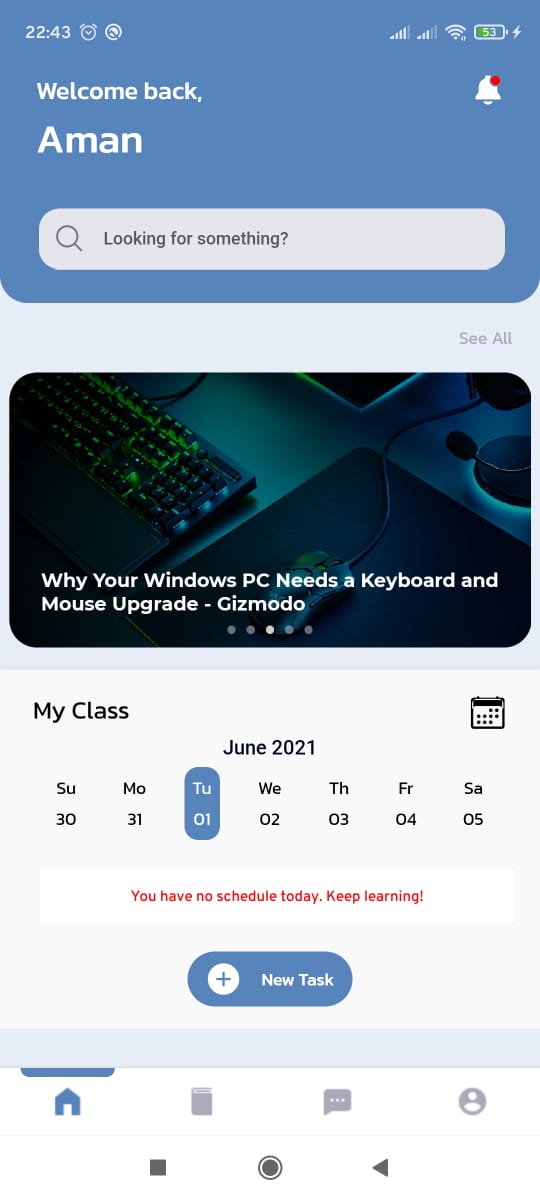 22:43
53
Welcome back,
Aman
Looking for something?
See All
Why Your Windows PC Needs a Keyboard and
Mouse Upgrade - Gizmodo
My Class
June 2021
Su Mo Tu We Th Fr Sa
30 31 01 02 03 04 05
You have no schedule today. Keep learning!
New Task